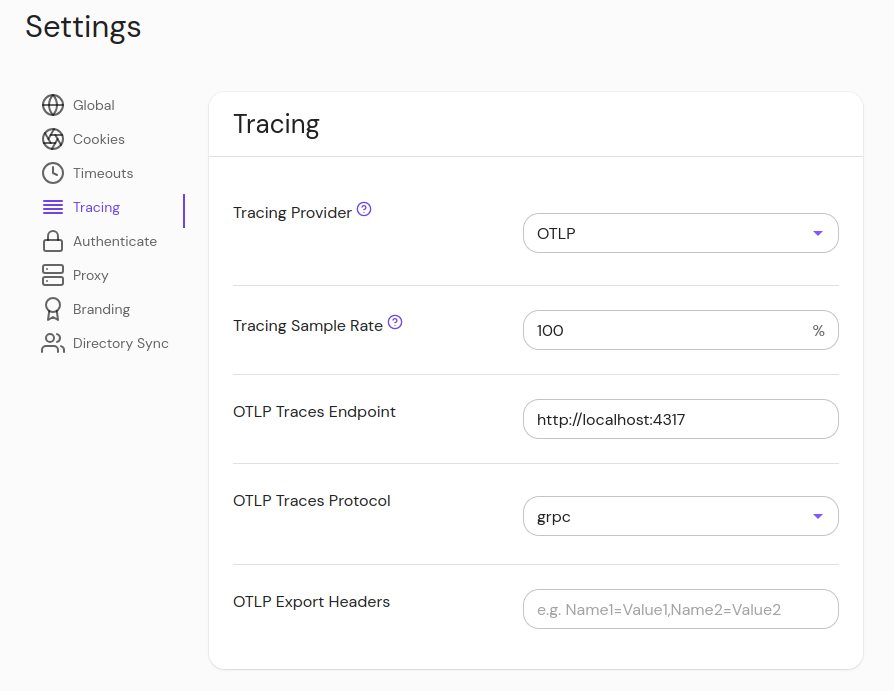 Settings
Global
Cookies
Timeouts
Tracing
Authenticate
Proxy
Branding
Directory Sync
Tracing
Tracing Provider
OTLP
Tracing Sample Rate
100 %
OTLP Traces Endpoint
http://localhost:4317
OTLP Traces Protocol
grpc
OTLP Export Headers
e.g. Name1=Value1,Name2=Value2